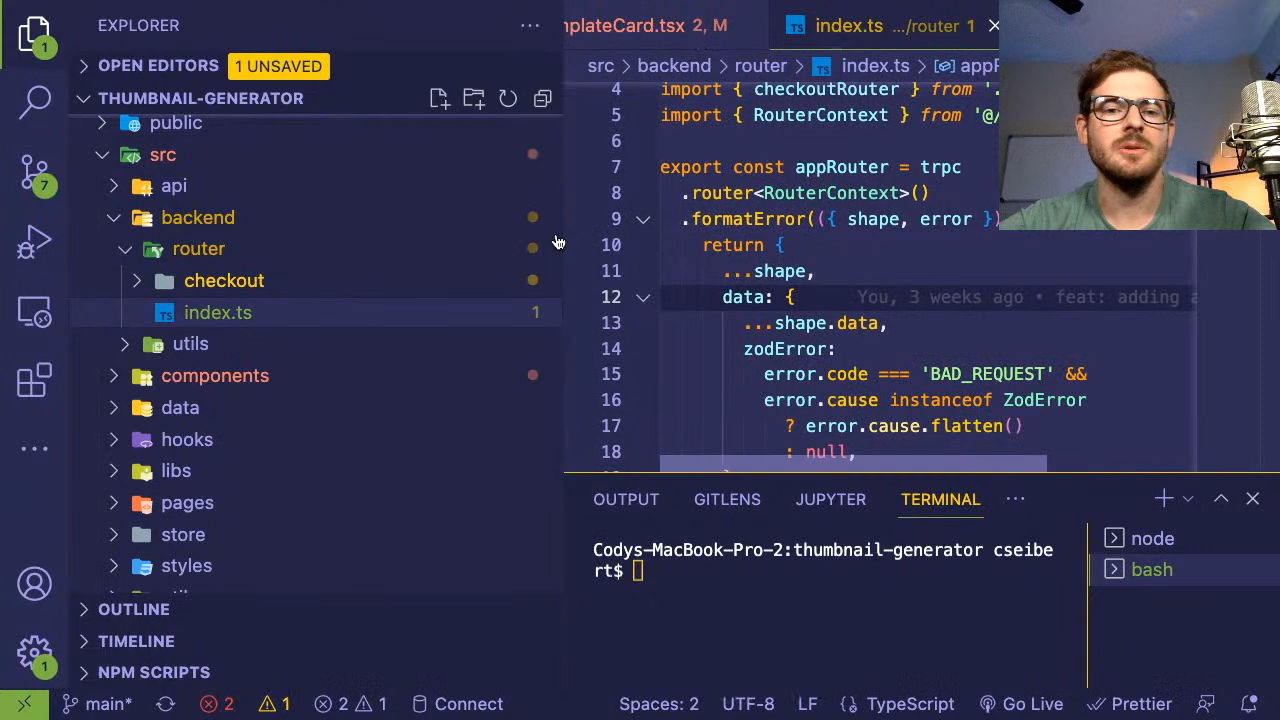 EXPLORER
1
OPEN EDITORS
1 UNSAVED
THUMBNAIL-GENERATOR
public
src
api
backend
router
checkout
index.ts
1
utils
components
data
hooks
libs
pages
store
styles
OUTLINE
TIMELINE
NPM SCRIPTS
7
1
mplateCard.tsx 2, M
TS index.ts .../router 1
src > backend > router > TS index.ts >
4 import { checkoutRouter } from '.
5 import { RouterContext } from '@/
6
7 export const appRouter = trpc
8 .router<RouterContext>()
9 .formatError(({ shape, error })
10 return {
11 ...shape,
12 data: { You, 3 weeks ago • feat: adding a
13 ...shape.data,
14 zodError:
15 error.code === 'BAD_REQUEST' &&
16 error.cause instanceof ZodError
17 ? error.cause.flatten()
18 : null,
OUTPUT
GITLENS
JUPYTER
TERMINAL
Codys-MacBook-Pro-2:thumbnail-generator cseibe
rt$
node
bash
main* 2 1 2 1 Connect Spaces: 2 UTF-8 LF TypeScript Go Live Prettier